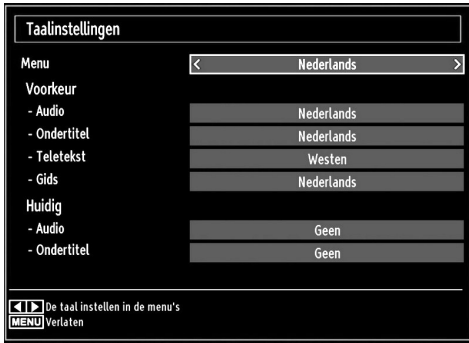 Taalinstellingen
Menu < Nederlands >
Voorkeur
- Audio Nederlands
- Ondertitel Nederlands
- Teletekst Westen
- Gids Nederlands
Huidig
- Audio Geen
- Ondertitel Geen
De taal instellen in de menu's
MENU Verlaten